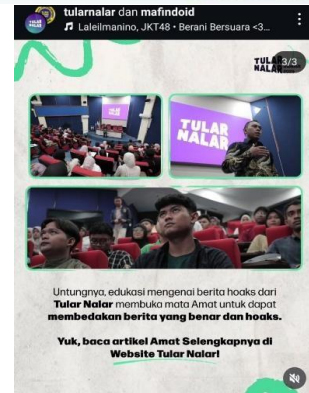 tularnalar dan mafindoid
Laleilmanino, JKT48 • Berani Bersuara <3...
TULAR
NALAR
3/3
TULAR
NALAR
Untungnya, edukasi mengenai berita hoaks dari
Tular Nalar membuka mata Amat untuk dapat
membedakan berita yang benar dan hoaks.
Yuk, baca artikel Amat Selengkapnya di
Website Tular Nalar!